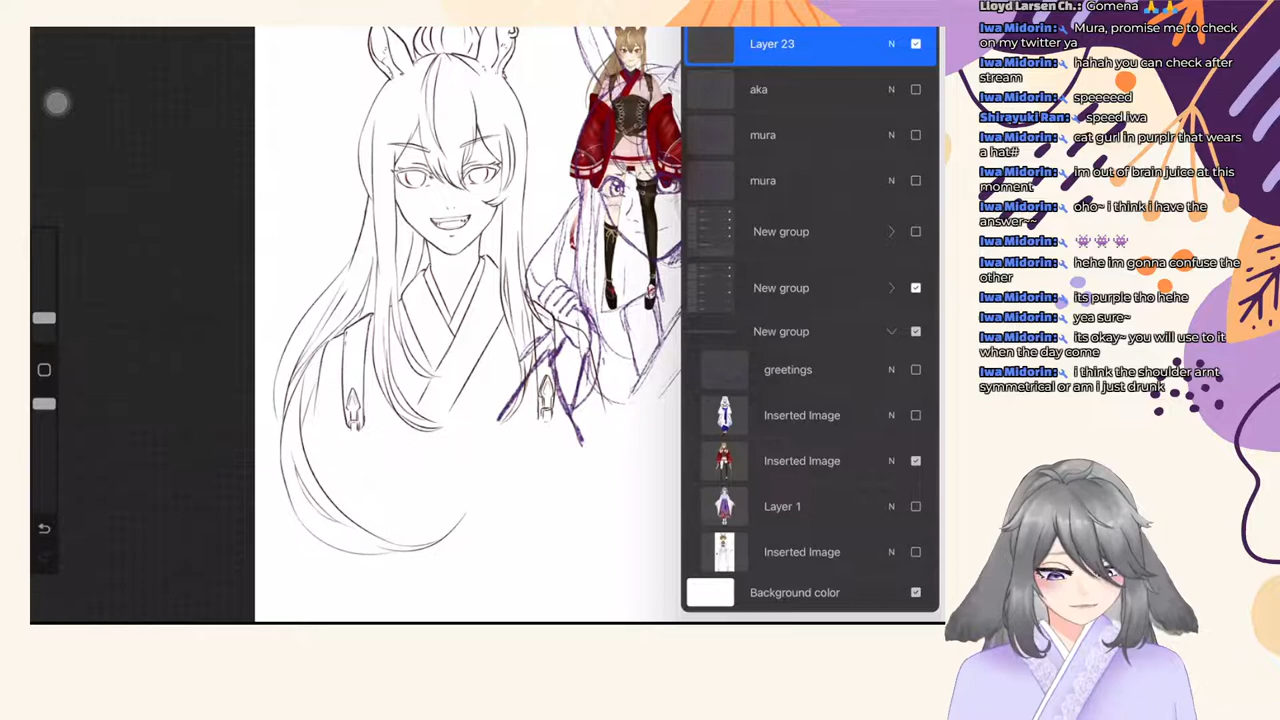 Layer 23 N
aka N
mura N
mura N
New group
New group
New group
greetings N
Inserted Image N
Inserted Image N
Layer 1 N
Inserted Image N
Background color
Lloyd Larsen Ch.: Gomena 🙏 🙏
Iwa Midorin: Mura, promise me to check
on my twitter ya
Iwa Midorin: hahah you can check after
stream
Iwa Midorin: speeeeed
Shirayuki Ran: speed iwa
Iwa Midorin: cat gurl in purplr that wears
a hat#
Iwa Midorin: im out of brain juice at this
moment
Iwa Midorin: oho~ i think i have the
answer~~
Iwa Midorin: 👾 👾 👾
Iwa Midorin: hehe im gonna confuse the
other
Iwa Midorin: its purple tho hehe
Iwa Midorin: yea sure~
Iwa Midorin: its okay~ you will use to it
when the day come
Iwa Midorin: i think the shoulder arnt
symmetrical or am i just drunk